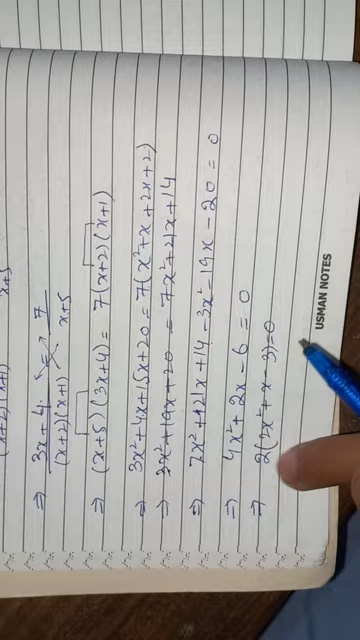 ⇒ 3x+4 / (x+2)(x+1) = 7 / x+5
⇒ (x+5)(3x+4) = 7(x+2)(x+1)
⇒ 3x²+4x+15x+20 = 7(x²+x+2x+2)
⇒ 3x²+19x+20 = 7x²+21x+14
⇒ 7x²+21x+14-3x²-19x-20 = 0
⇒ 4x²+2x-6 = 0
⇒ 2(2x²+x-3)=0
USMAN NOTES